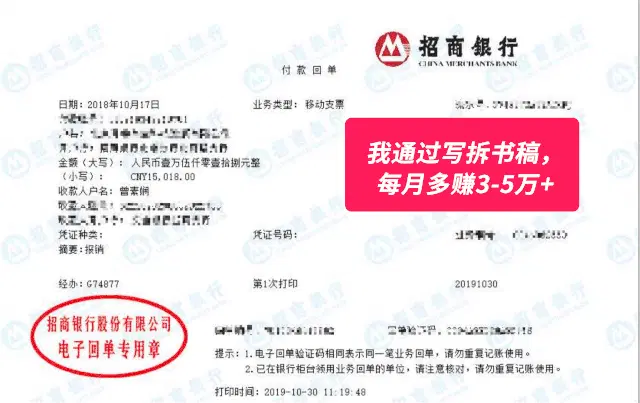 招商银行
CHINA MERCHANTS BANK
付款回单
日期：2018年10月17日 业务类型：移动支票
金额（大写）：人民币壹万伍仟零壹拾捌元整
（小写）：CNY15,018.00
收款人户名：曾素娴
我通过写拆书稿，
每月多赚3-5万+
凭证种类： 凭证号码：
摘要：报销
经办：G74877 第1次打印 20191030
招商银行股份有限公司
电子回单专用章
提示：1.电子回单验证码相同表示同一笔业务回单，请勿重复记账使用。
2.已在银行柜台领用业务回单的单位，请注意核对，请勿重复记账使用。
打印时间：2019-10-30 11:19:48